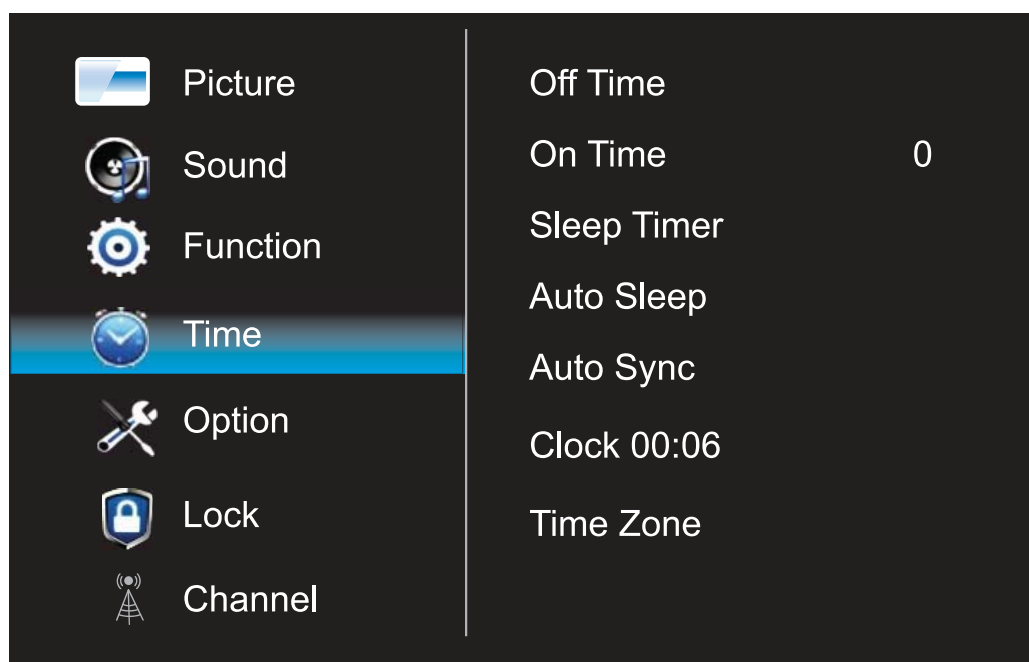 Picture
Sound
Function
Time
Option
Lock
Channel
Off Time
On Time 0
Sleep Timer
Auto Sleep
Auto Sync
Clock 00:06
Time Zone